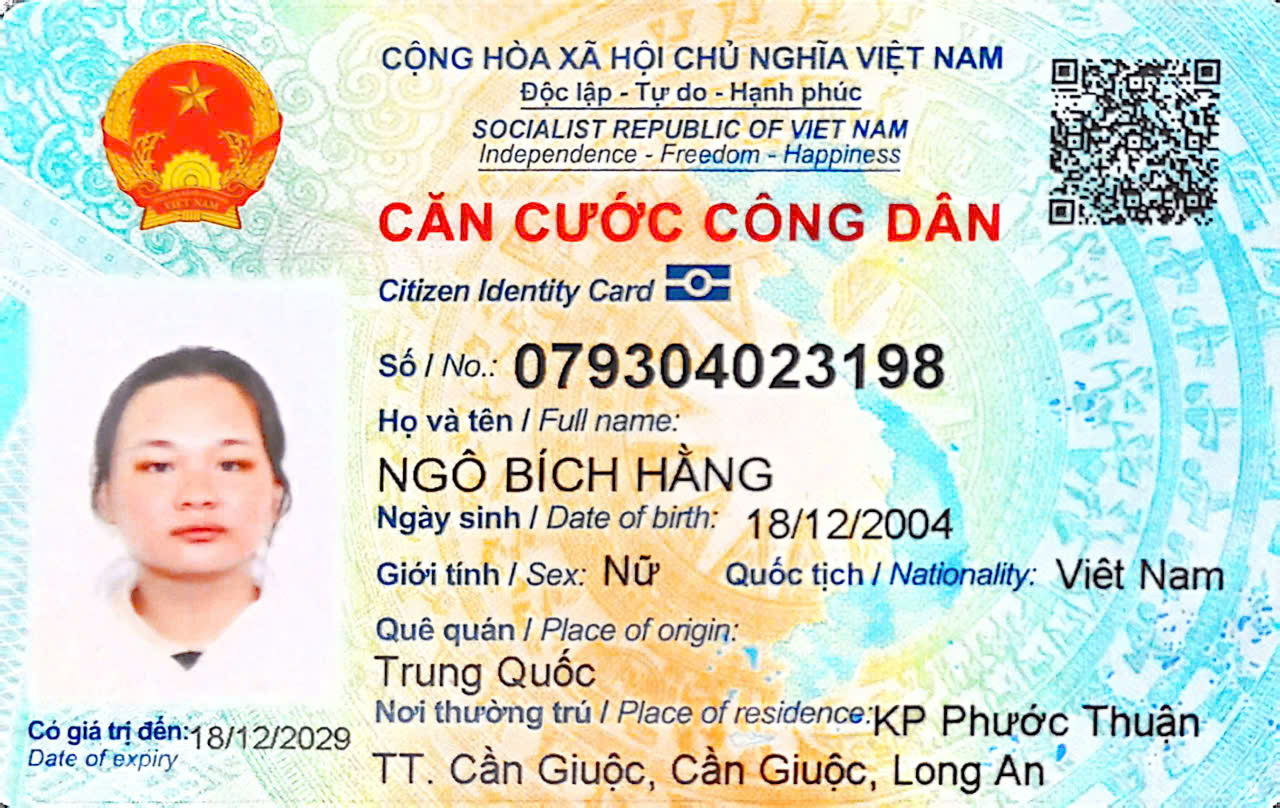 CỘNG HÒA XÃ HỘI CHỦ NGHĨA VIỆT NAM
Độc lập - Tự do - Hạnh phúc
SOCIALIST REPUBLIC OF VIET NAM
Independence - Freedom - Happiness
CĂN CƯỚC CÔNG DÂN
Citizen Identity Card
Số / No.: 079304023198
Họ và tên / Full name:
NGÔ BÍCH HẰNG
Ngày sinh / Date of birth: 18/12/2004
Giới tính / Sex: Nữ Quốc tịch / Nationality: Viêt Nam
Quê quán / Place of origin:
Trung Quốc
Nơi thường trú / Place of residence: KP Phước Thuận
TT. Cần Giuộc, Cần Giuộc, Long An
Có giá trị đến: 18/12/2029
Date of expiry
VIỆT NAM